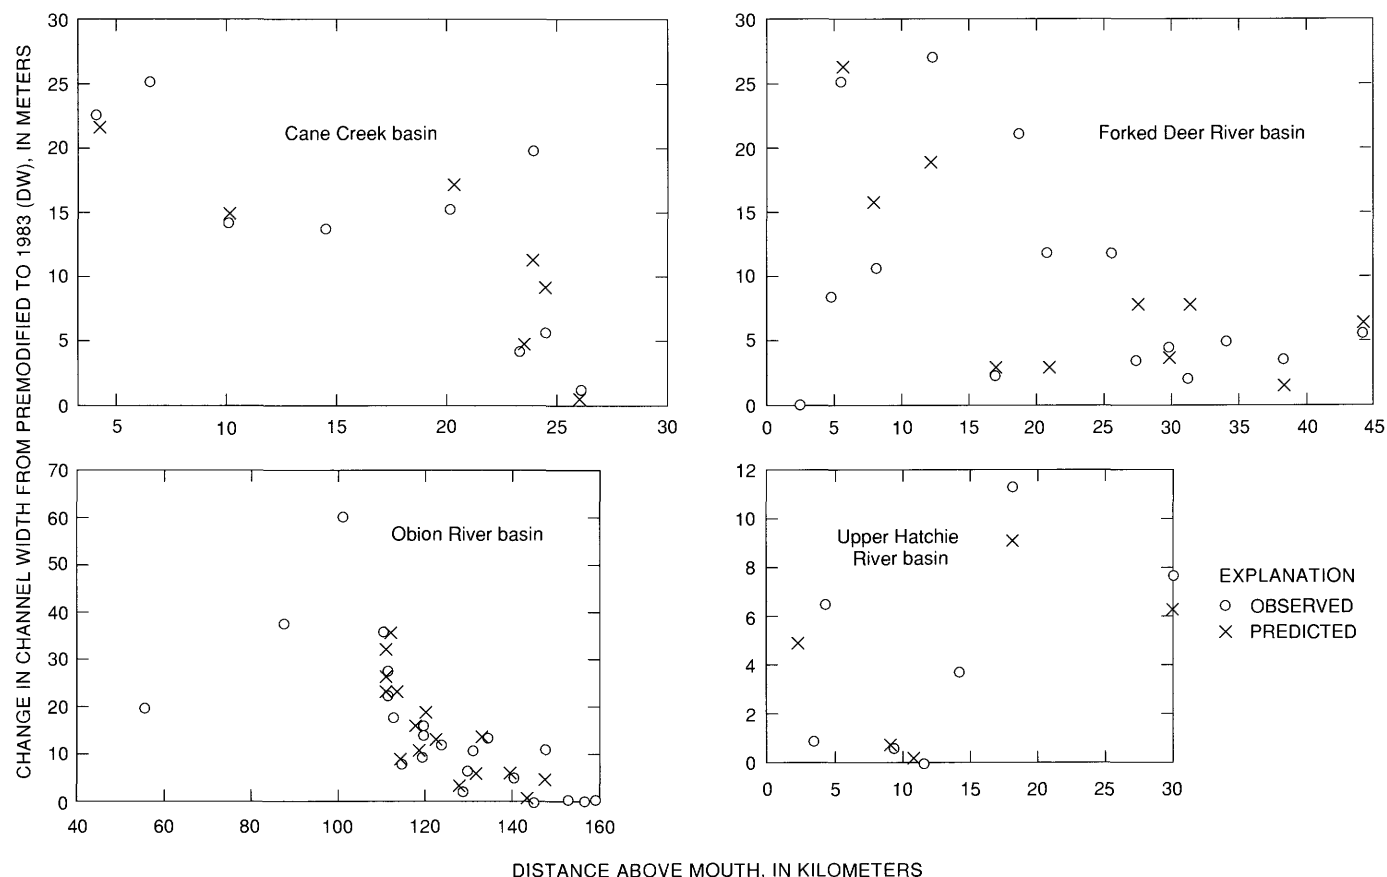 CHANGE IN CHANNEL WIDTH FROM PREMODIFIED TO 1983 (DW), IN METERS
30
25
20
15
10
5
0
Cane Creek basin
5 10 15 20 25 30
30
25
20
15
10
5
0
Forked Deer River basin
0 5 10 15 20 25 30 35 40 45
70
60
50
40
30
20
10
0
Obion River basin
40 60 80 100 120 140 160
12
10
8
6
4
2
0
Upper Hatchie
River basin
0 5 10 15 20 25 30
EXPLANATION
OBSERVED
PREDICTED
DISTANCE ABOVE MOUTH, IN KILOMETERS